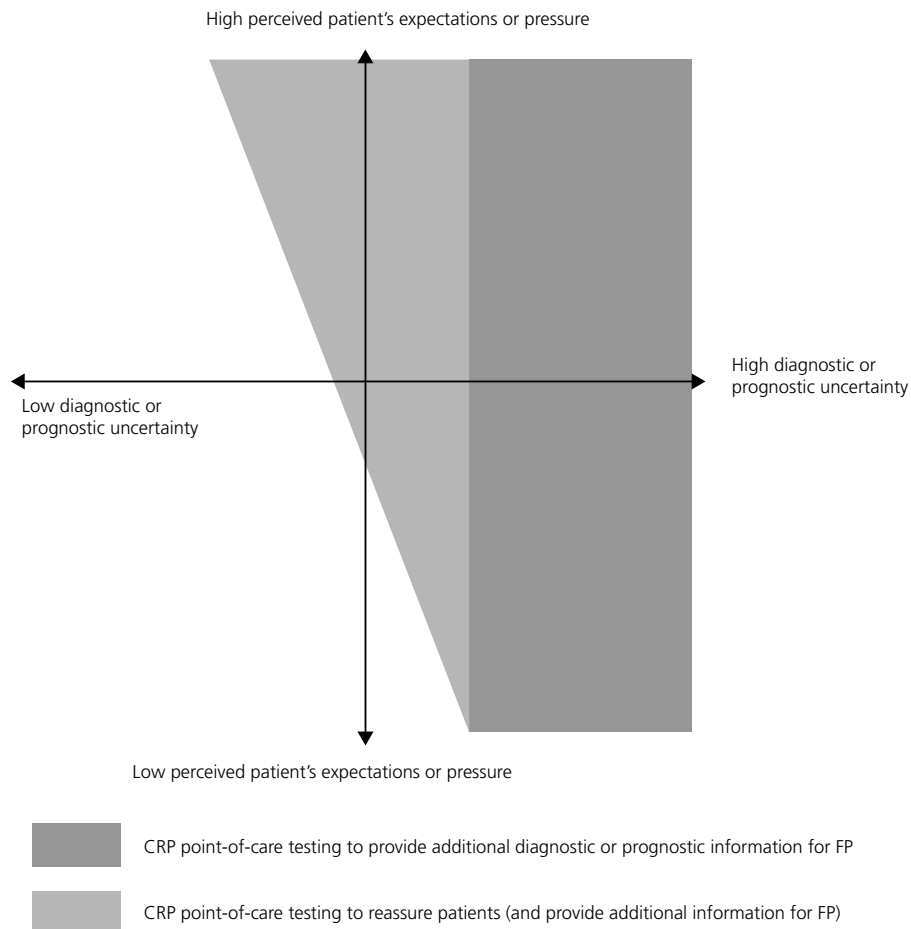 High perceived patient's expectations or pressure
High diagnostic or
prognostic uncertainty
Low diagnostic or
prognostic uncertainty
Low perceived patient's expectations or pressure
CRP point-of-care testing to provide additional diagnostic or prognostic information for FP
CRP point-of-care testing to reassure patients (and provide additional information for FP)